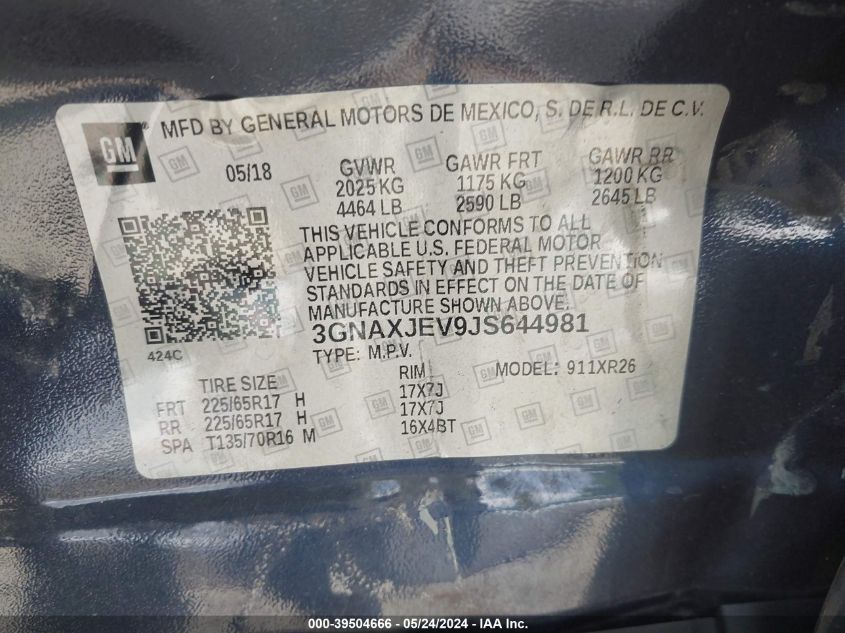 GM
MFD BY GENERAL MOTORS DE MEXICO, S. DE R.L. DE C.V.
05/18
GVWR GAWR FRT GAWR RR
2025 KG 1175 KG 1200 KG
4464 LB 2590 LB 2645 LB
THIS VEHICLE CONFORMS TO ALL
APPLICABLE U.S. FEDERAL MOTOR
VEHICLE SAFETY AND THEFT PREVENTION
STANDARDS IN EFFECT ON THE DATE OF
MANUFACTURE SHOWN ABOVE.
3GNAXJEV9JS644981
424C
TYPE: M.P.V. MODEL: 911XR26
TIRE SIZE RIM
FRT 225/65R17 H 17X7J
RR 225/65R17 H 17X7J
SPA T135/70R16 M 16X4BT
000-39504666 - 05/24/2024 - IAA Inc.